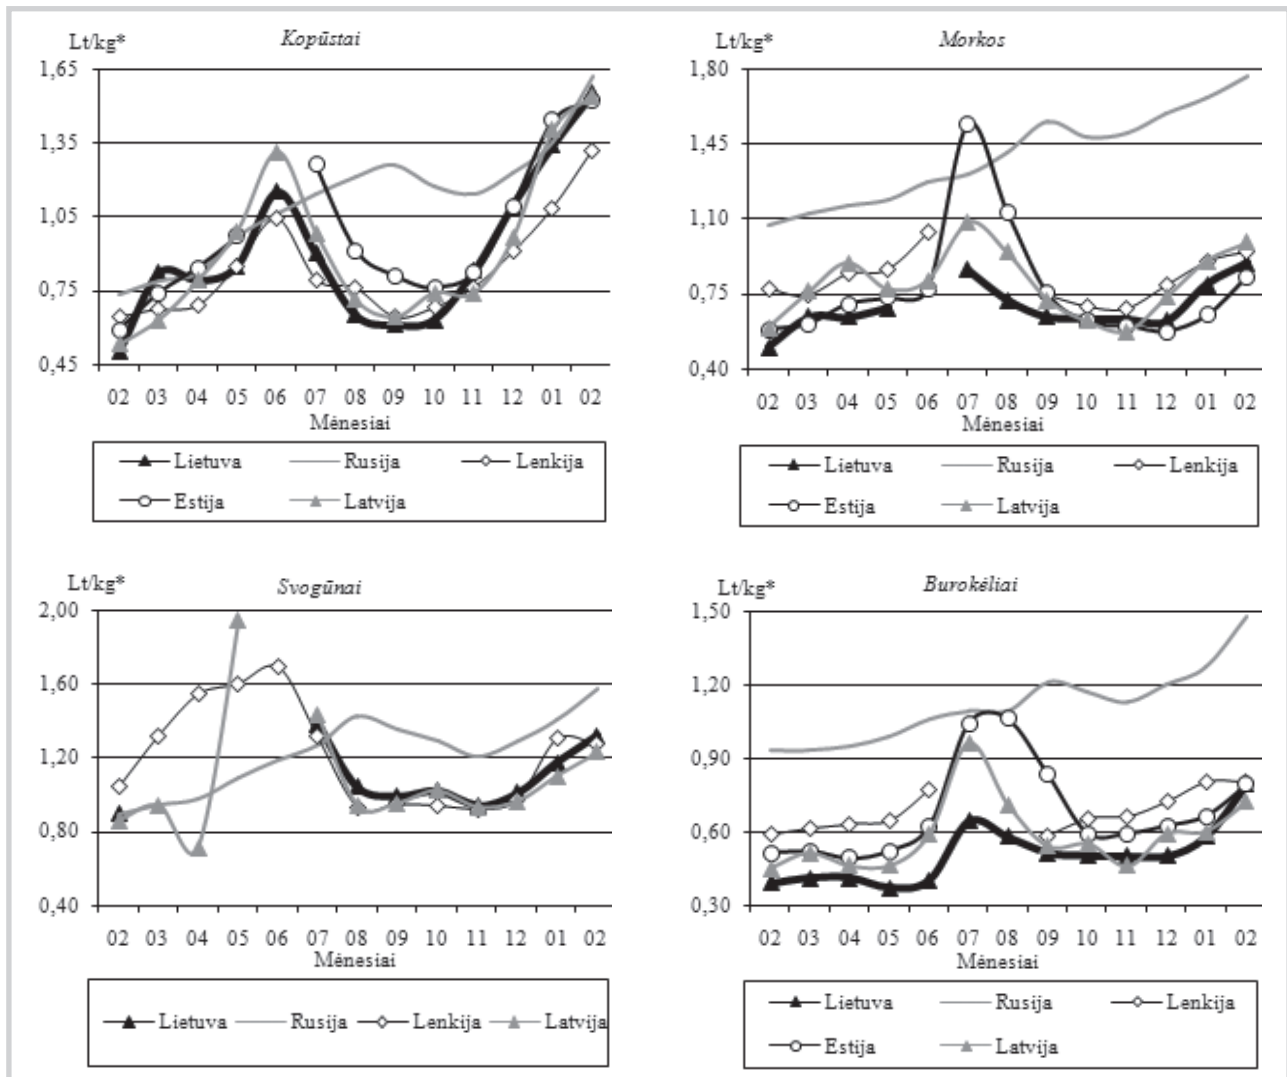 Lt/kg*
Kopūstai
1,65
1,35
1,05
0,75
0,45
02 03 04 05 06 07 08 09 10 11 12 01 02
Mėnesiai
Lietuva Rusija Lenkija
Estija Latvija
Lt/kg*
Morkos
1,80
1,45
1,10
0,75
0,40
02 03 04 05 06 07 08 09 10 11 12 01 02
Mėnesiai
Lietuva Rusija Lenkija
Estija Latvija
Lt/kg*
Svogūnai
2,00
1,60
1,20
0,80
0,40
02 03 04 05 06 07 08 09 10 11 12 01 02
Mėnesiai
Lietuva Rusija Lenkija Latvija
Lt/kg*
Burokėliai
1,50
1,20
0,90
0,60
0,30
02 03 04 05 06 07 08 09 10 11 12 01 02
Mėnesiai
Lietuva Rusija Lenkija
Estija Latvija